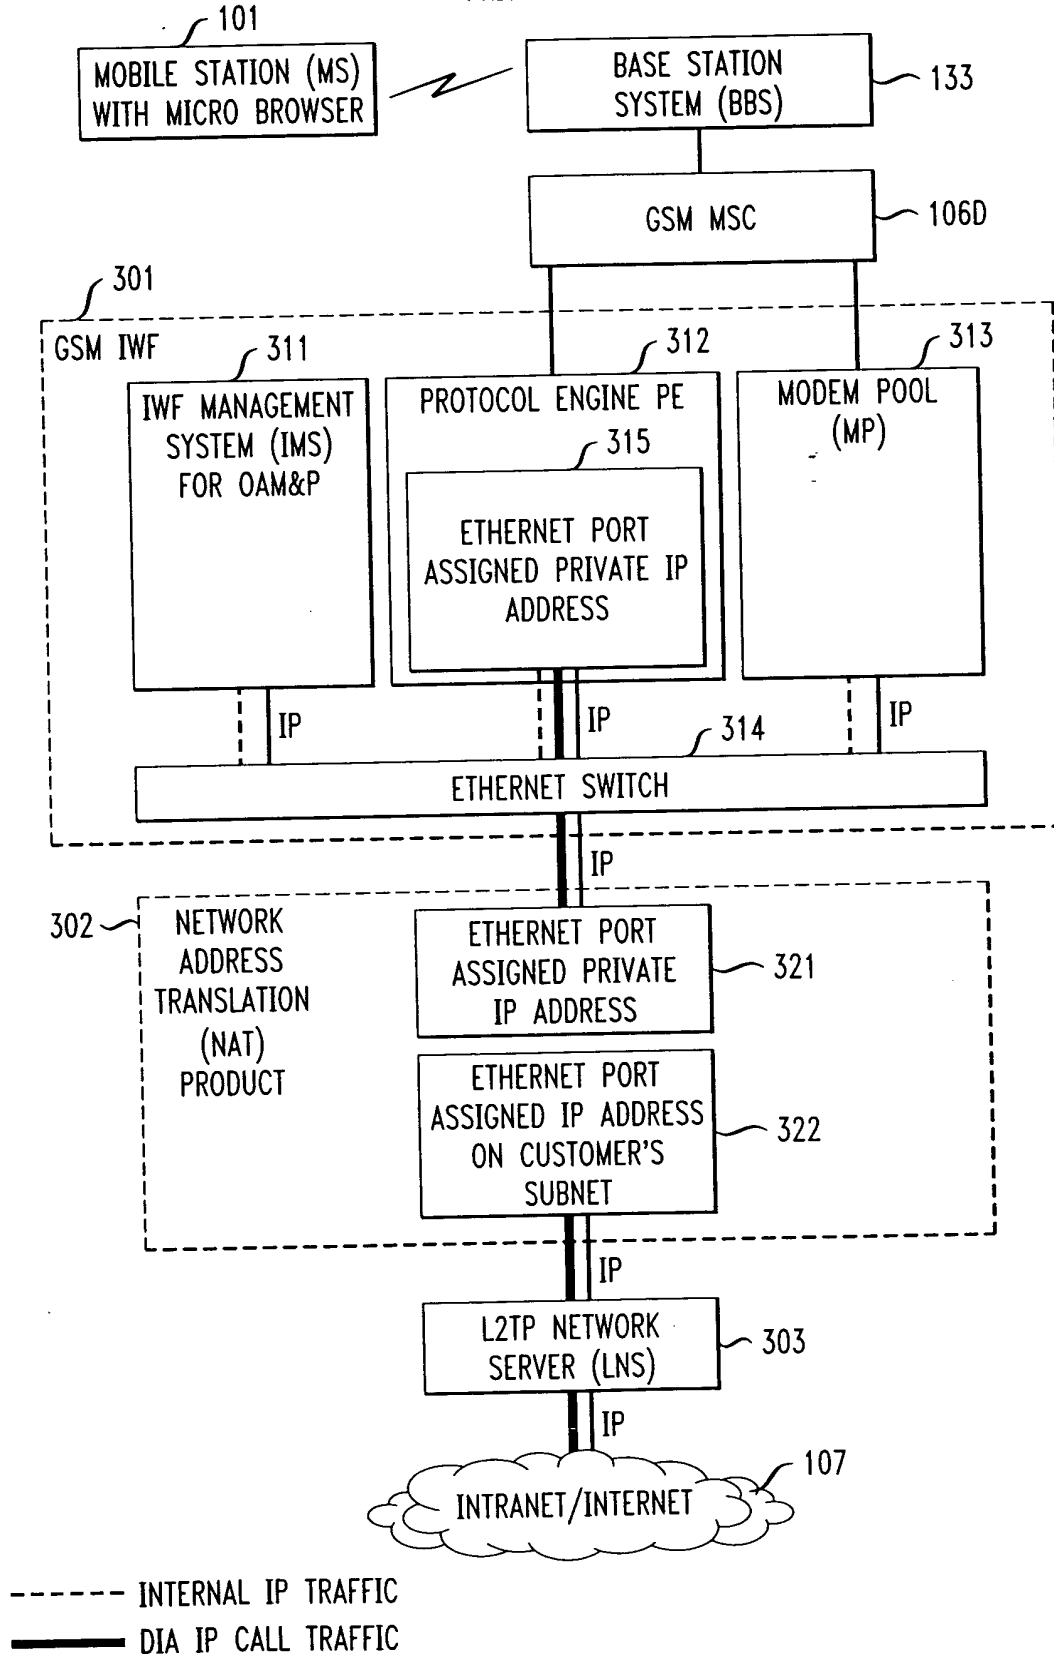 101
MOBILE STATION (MS)
WITH MICRO BROWSER
BASE STATION
SYSTEM (BBS)
133
GSM MSC
106D
301
GSM IWF
311
IWF MANAGEMENT
SYSTEM (IMS)
FOR OAM&P
312
PROTOCOL ENGINE PE
315
ETHERNET PORT
ASSIGNED PRIVATE IP
ADDRESS
313
MODEM POOL
(MP)
IP
IP
IP
314
ETHERNET SWITCH
IP
302
NETWORK
ADDRESS
TRANSLATION
(NAT)
PRODUCT
ETHERNET PORT
ASSIGNED PRIVATE
IP ADDRESS
321
ETHERNET PORT
ASSIGNED IP ADDRESS
ON CUSTOMER'S
SUBNET
322
IP
L2TP NETWORK
SERVER (LNS)
303
IP
107
INTRANET/INTERNET
INTERNAL IP TRAFFIC
DIA IP CALL TRAFFIC